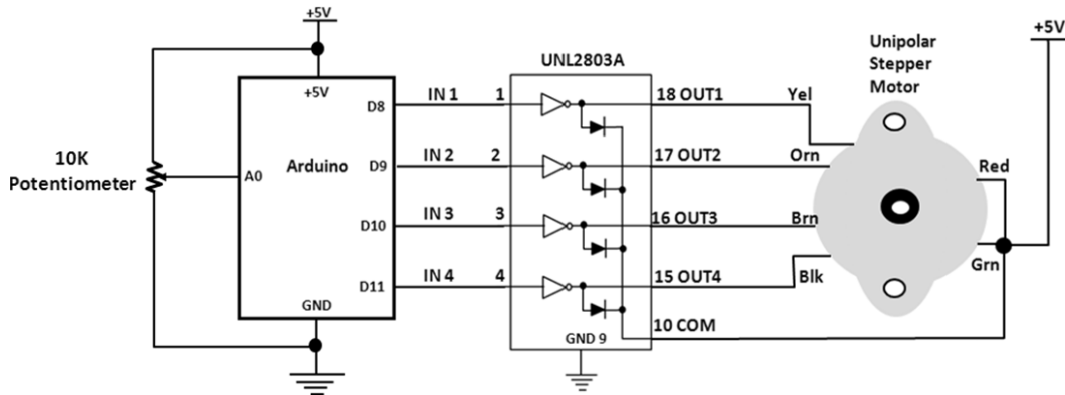 +5V
+5V
UNL2803A
Unipolar
Stepper
Motor
+5V
D8
IN 1
1
18 OUT1
Yel
10K
Potentiometer
A0
Arduino
D9
IN 2
2
17 OUT2
Orn
Red
D10
IN 3
3
16 OUT3
Brn
D11
IN 4
4
15 OUT4
Blk
Grn
GND
GND 9
10 COM